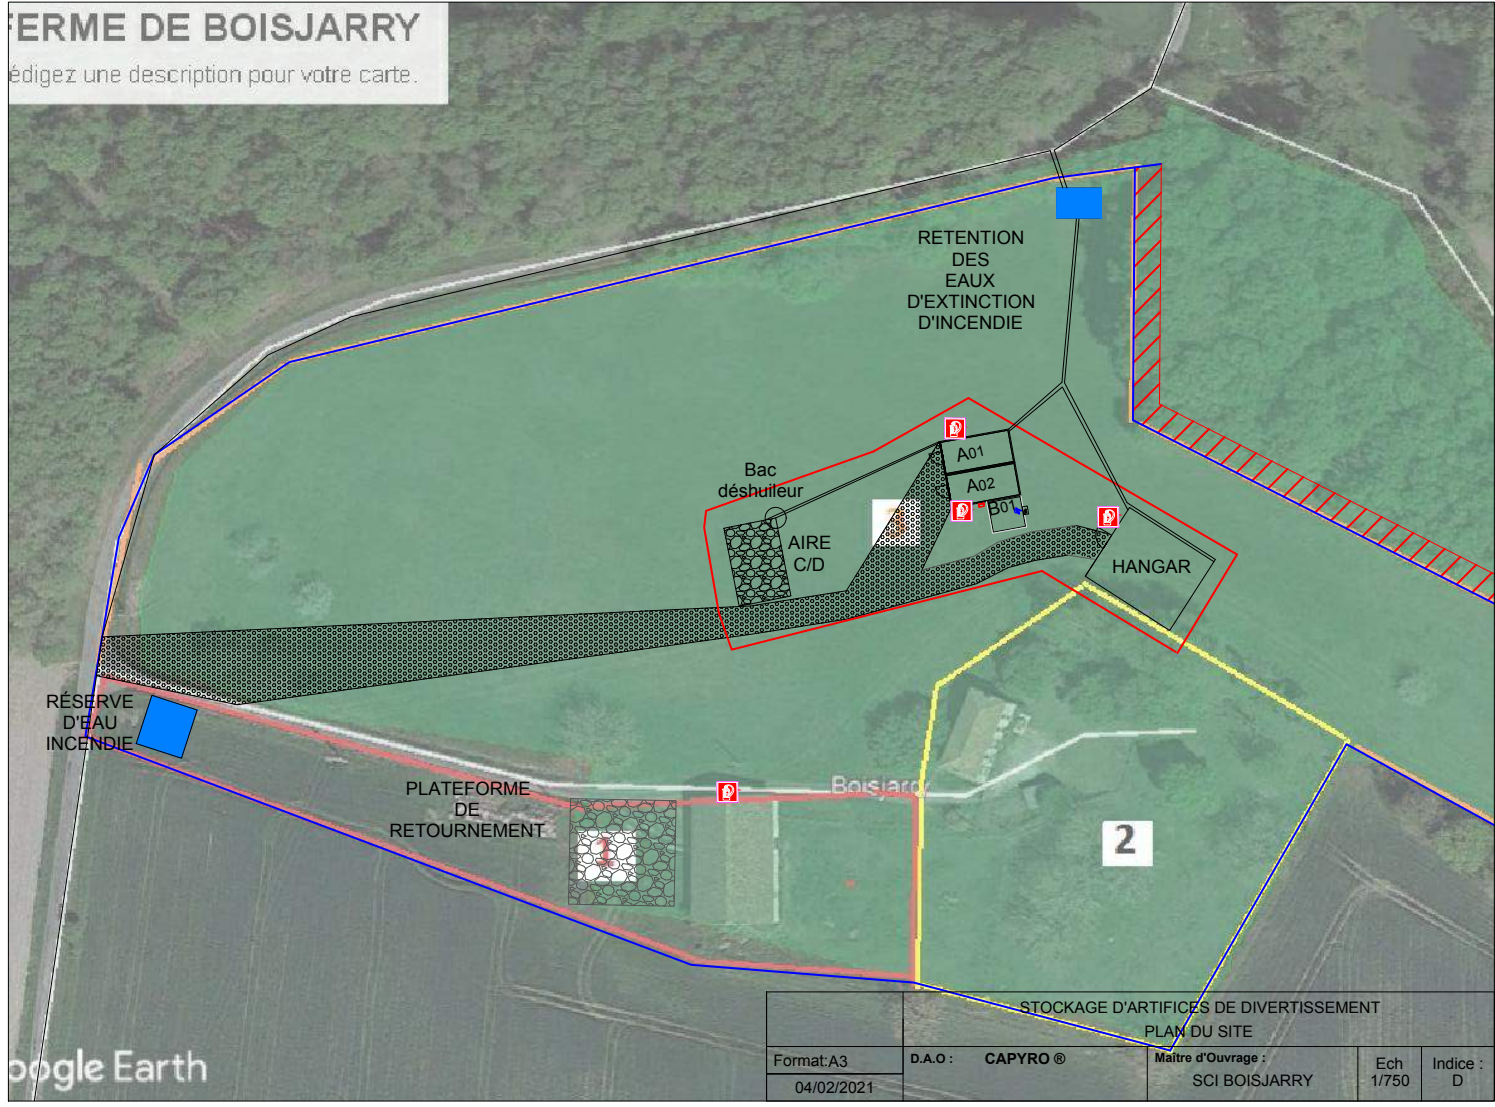 FERME DE BOISJARRY
édigez une description pour votre carte.
RETENTION
DES
EAUX
D'EXTINCTION
D'INCENDIE
A01
A02
B01
Bac
déshuileur
AIRE
C/D
HANGAR
RÉSERVE
D'EAU
INCENDIE
PLATEFORME
DE
RETOURNEMENT
Boisjarry
1
2
oogle Earth
STOCKAGE D'ARTIFICES DE DIVERTISSEMENT
PLAN DU SITE
Format:A3
04/02/2021
D.A.O : CAPYRO ®
Maitre d'Ouvrage :
SCI BOISJARRY
Ech
1/750
Indice :
D